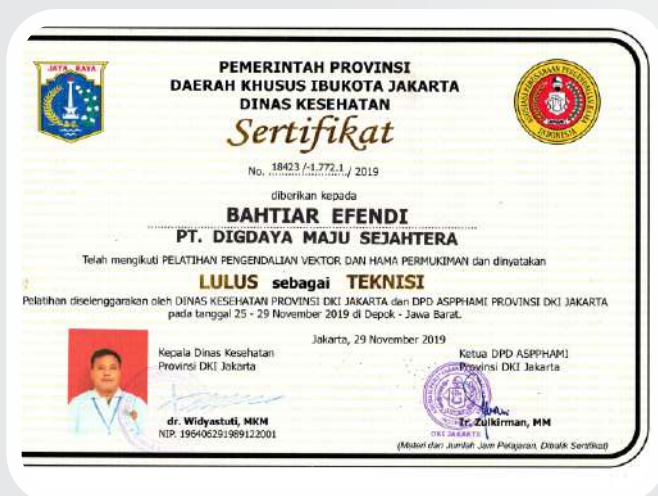 JAYA RAYA
PEMERINTAH PROVINSI
DAERAH KHUSUS IBUKOTA JAKARTA
DINAS KESEHATAN
Sertifikat
No. 18423 /-1.772.1 / 2019
diberikan kepada
BAHTIAR EFENDI
PT. DIGDAYA MAJU SEJAHTERA
Telah mengikuti PELATIHAN PENGENDALIAN VEKTOR DAN HAMA PERMUKIMAN dan dinyatakan
LULUS sebagai TEKNISI
Pelatihan diselenggarakan oleh DINAS KESEHATAN PROVINSI DKI JAKARTA dan DPD ASPPHAMI PROVINSI DKI JAKARTA
pada tanggal 25 - 29 November 2019 di Depok - Jawa Barat.
Jakarta, 29 November 2019
Kepala Dinas Kesehatan
Provinsi DKI Jakarta
dr. Widyastuti, MKM
NIP. 196406291989122001
Ketua DPD ASPPHAMI
Provinsi DKI Jakarta
Ir. Zulkirman, MM
DKI JAKARTA
(Materi dan Jumlah Jam Pelajaran, Dibalik Sertifikat)